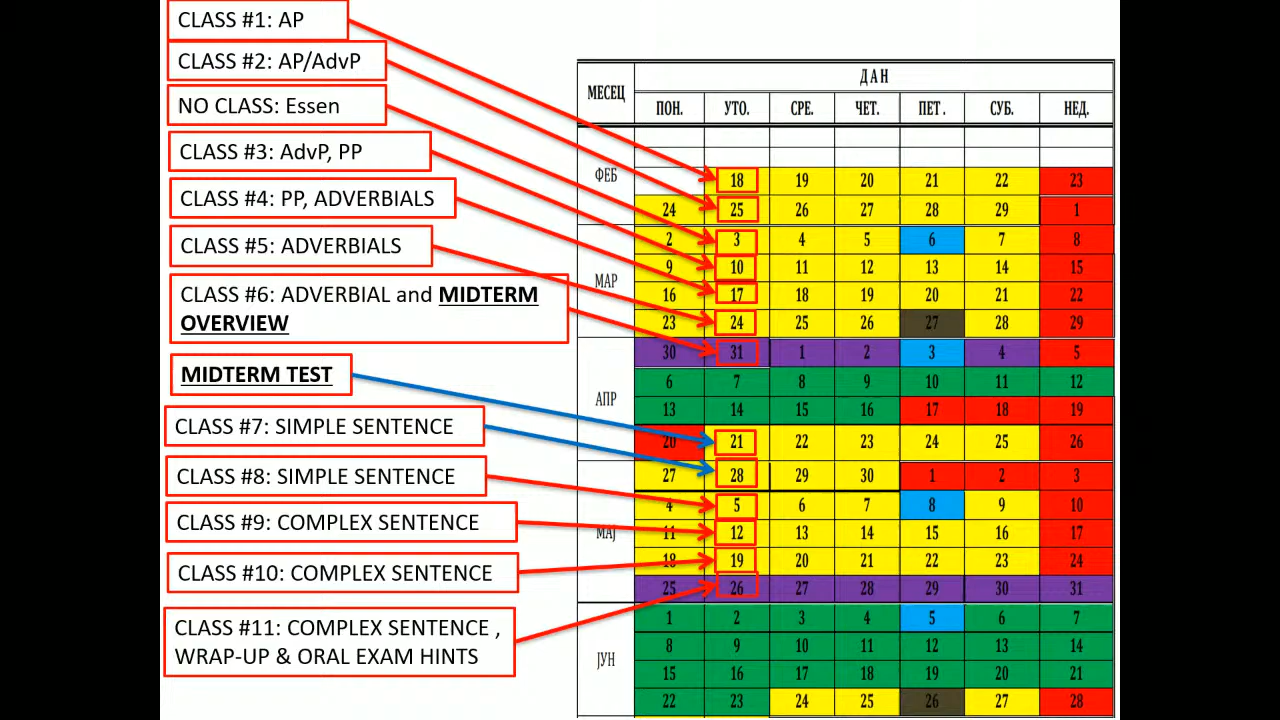 CLASS #1: AP
CLASS #2: AP/AdvP
NO CLASS: Essen
CLASS #3: AdvP, PP
CLASS #4: PP, ADVERBIALS
CLASS #5: ADVERBIALS
CLASS #6: ADVERBIAL and MIDTERM
OVERVIEW
MIDTERM TEST
CLASS #7: SIMPLE SENTENCE
CLASS #8: SIMPLE SENTENCE
CLASS #9: COMPLEX SENTENCE
CLASS #10: COMPLEX SENTENCE
CLASS #11: COMPLEX SENTENCE ,
WRAP-UP & ORAL EXAM HINTS
МЕСЕЦ ДАН
ПОН. УТО. СРЕ. ЧЕТ. ПЕТ . СУБ. НЕД.
ФЕБ 18 19 20 21 22 23
24 25 26 27 28 29 1
2 3 4 5 6 7 8
МАР 9 10 11 12 13 14 15
16 17 18 19 20 21 22
23 24 25 26 27 28 29
30 31 1 2 3 4 5
АПР 6 7 8 9 10 11 12
13 14 15 16 17 18 19
20 21 22 23 24 25 26
27 28 29 30 1 2 3
4 5 6 7 8 9 10
МАЈ 11 12 13 14 15 16 17
18 19 20 21 22 23 24
25 26 27 28 29 30 31
1 2 3 4 5 6 7
ЈУН 8 9 10 11 12 13 14
15 16 17 18 19 20 21
22 23 24 25 26 27 28